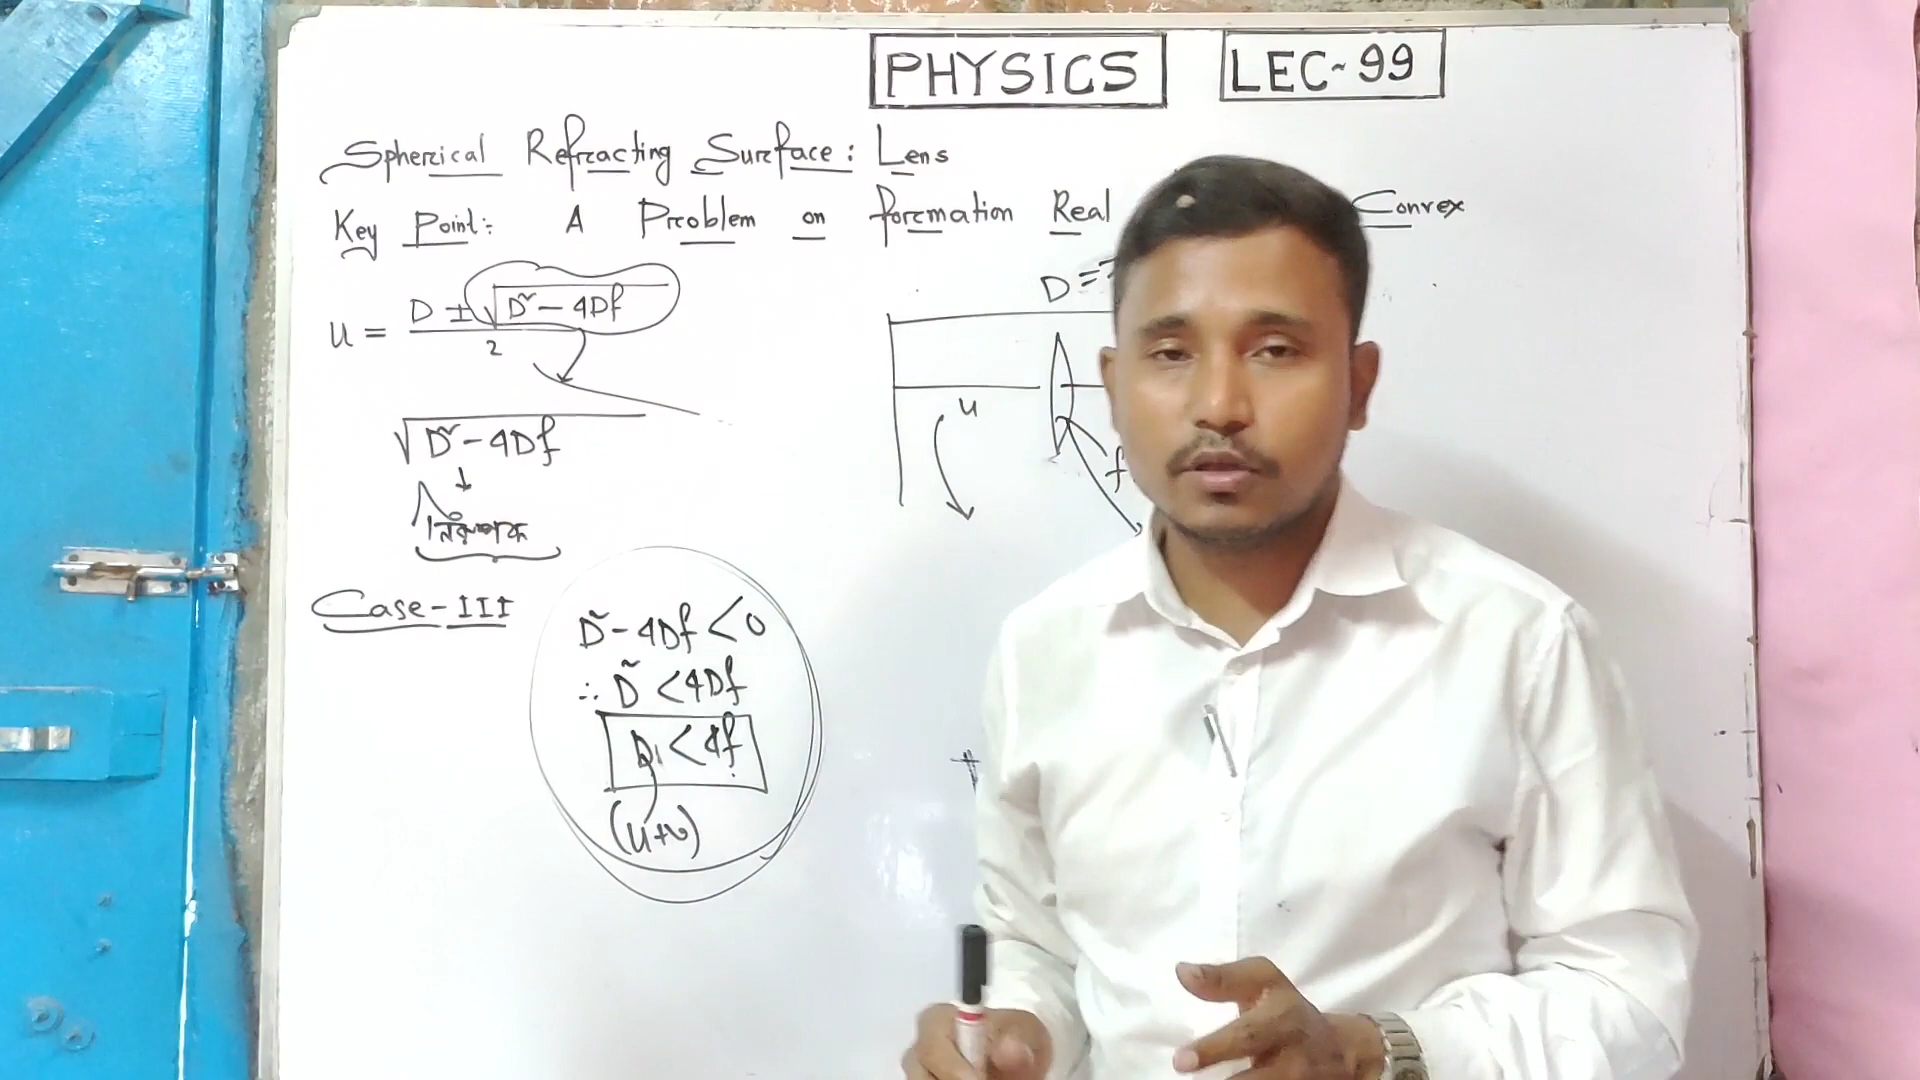 PHYSICS
LEC-99
Spherical Refracting Surface: Lens
Key Point: A Problem on formation Real Convex
u = (D ± √(D² - 4Df)) / 2
√(D² - 4Df)
নিরূপক
Case-III
D² - 4Df < 0
∴ D² < 4Df
D < 4f
(u+v)
D = ?
u
f